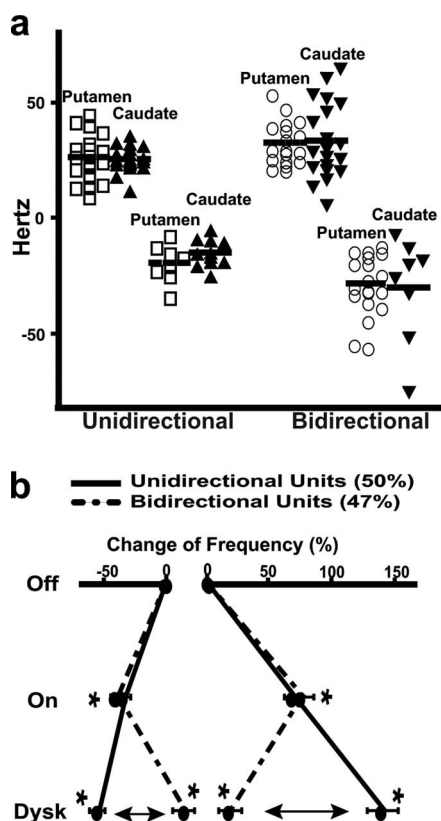 a
Putamen
Caudate
Putamen
Caudate
Putamen
Caudate
Putamen
Caudate
Hertz
50
0
-50
Unidirectional
Bidirectional
b
Unidirectional Units (50%)
Bidirectional Units (47%)
Change of Frequency (%)
Off
-50
0
0
50
100
150
On
*
*
Dysk
*
*
*
*